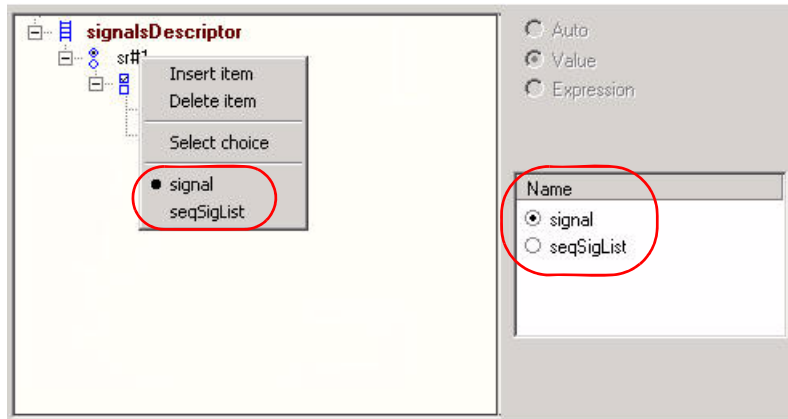 signalsDescriptor
sr#1
Insert item
Delete item
Select choice
signal
seqSigList
Auto
Value
Expression
Name
signal
seqSigList